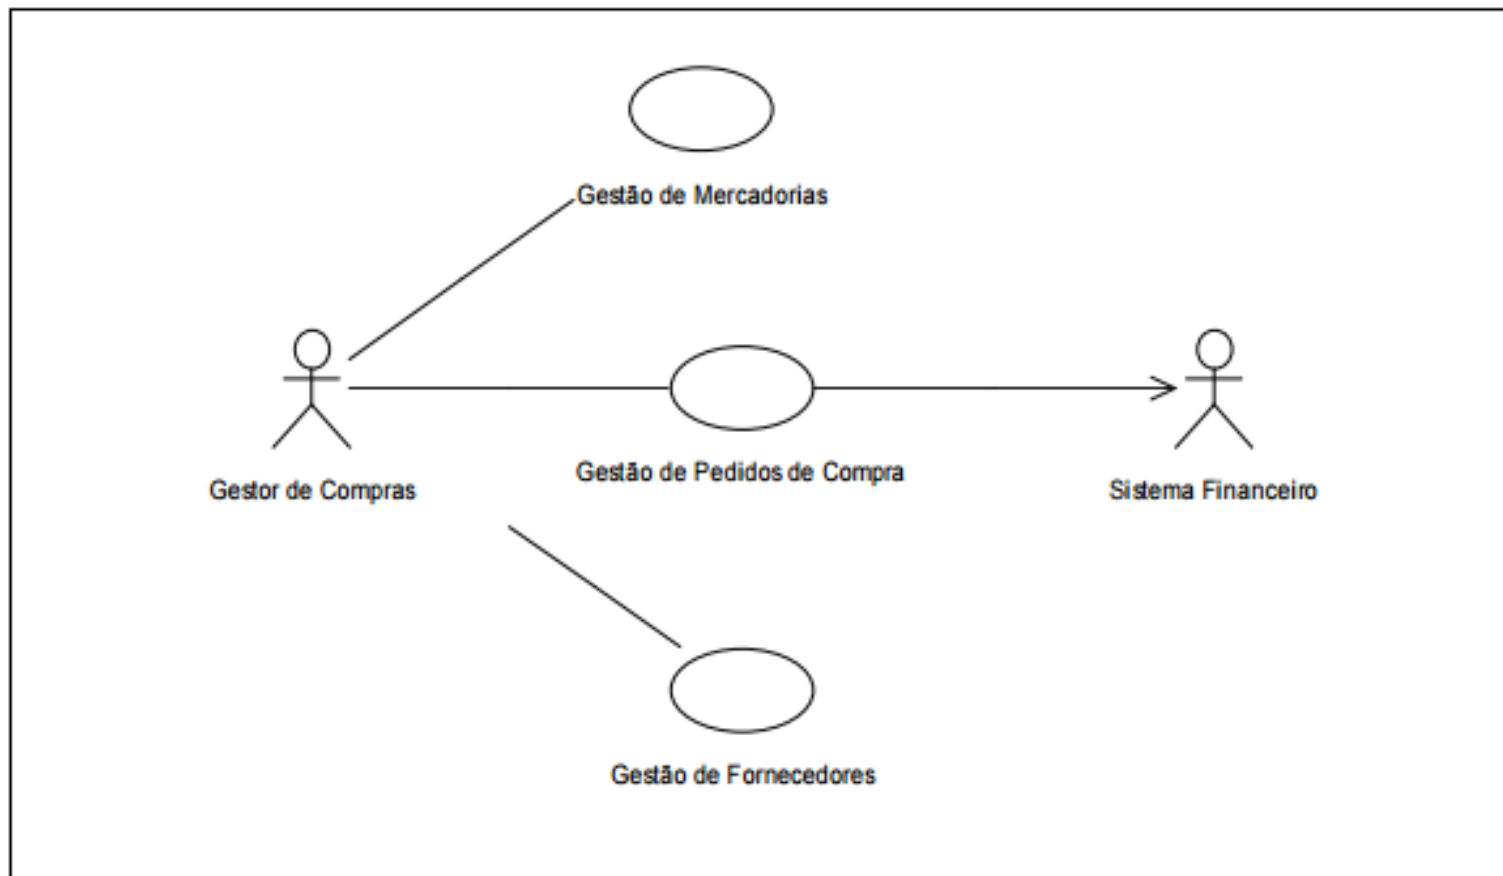 Gestão de Mercadorias
Gestor de Compras
Gestão de Pedidos de Compra
Sistema Financeiro
Gestão de Fornecedores